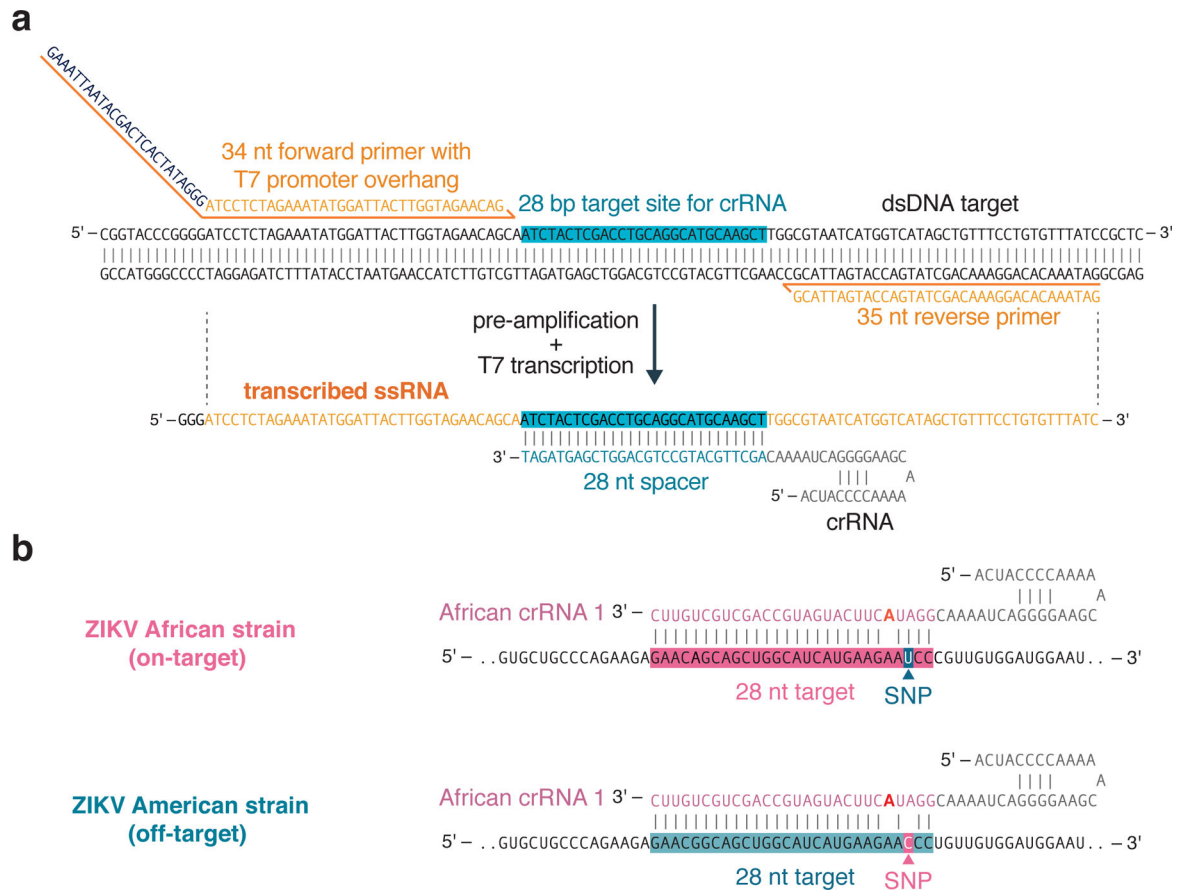 a
GAAATTAATACGACTCACTATAGGG
34 nt forward primer with
T7 promoter overhang
ATCCTCTAGAAATATGGATTACTTGGTAGAACAG
28 bp target site for crRNA
dsDNA target
5' – CGGTACCCGGGGATCCTCTAGAAATATGGATTACTTGGTAGAACAGCAATCTACTCGACCTGCAGGCATGCAAGCTTGGCGTAATCATGGTCATAGCTGTTTCCTGTGTTTATCCGCTC – 3'
GCCATGGGCCCCTAGGAGATCTTTATACCTAATGAACCATCTTGTCGTTAGATGAGCTGGACGTCCGTACGTTCGAACCGCATTAGTACCAGTATCGACAAAGGACACAAATAGGCGAG
GCATTAGTACCAGTATCGACAAAGGACACAAATAG
35 nt reverse primer
pre-amplification
+
T7 transcription
transcribed ssRNA
5' – GGGATCCTCTAGAAATATGGATTACTTGGTAGAACAGCAATCTACTCGACCTGCAGGCATGCAAGCTTGGCGTAATCATGGTCATAGCTGTTTCCTGTGTTTATC – 3'
3' – TAGATGAGCTGGACGTCCGTACGTTCGACAAAAUCAGGGGAAGC
28 nt spacer
A
5' – ACUACCCCAAAA
crRNA
b
5' – ACUACCCCAAAA
A
African crRNA 1 3' – CUUGUCGUCGACCGUAGUACUUCAUAGGCAAAAUCAGGGGAAGC
ZIKV African strain
(on-target)
5' – ..GUGCUGCCCAGAAGAGAACAGCAGCUGGCAUCAUGAAGAAUCCCGUUGUGGAUGGAAU.. – 3'
28 nt target
SNP
5' – ACUACCCCAAAA
A
African crRNA 1 3' – CUUGUCGUCGACCGUAGUACUUCAUAGGCAAAAUCAGGGGAAGC
ZIKV American strain
(off-target)
5' – ..GUGCUGCCCAGAAGAGAACGGCAGCUGGCAUCAUGAAGAACCCUGUUGUGGAUGGAAU.. – 3'
28 nt target
SNP